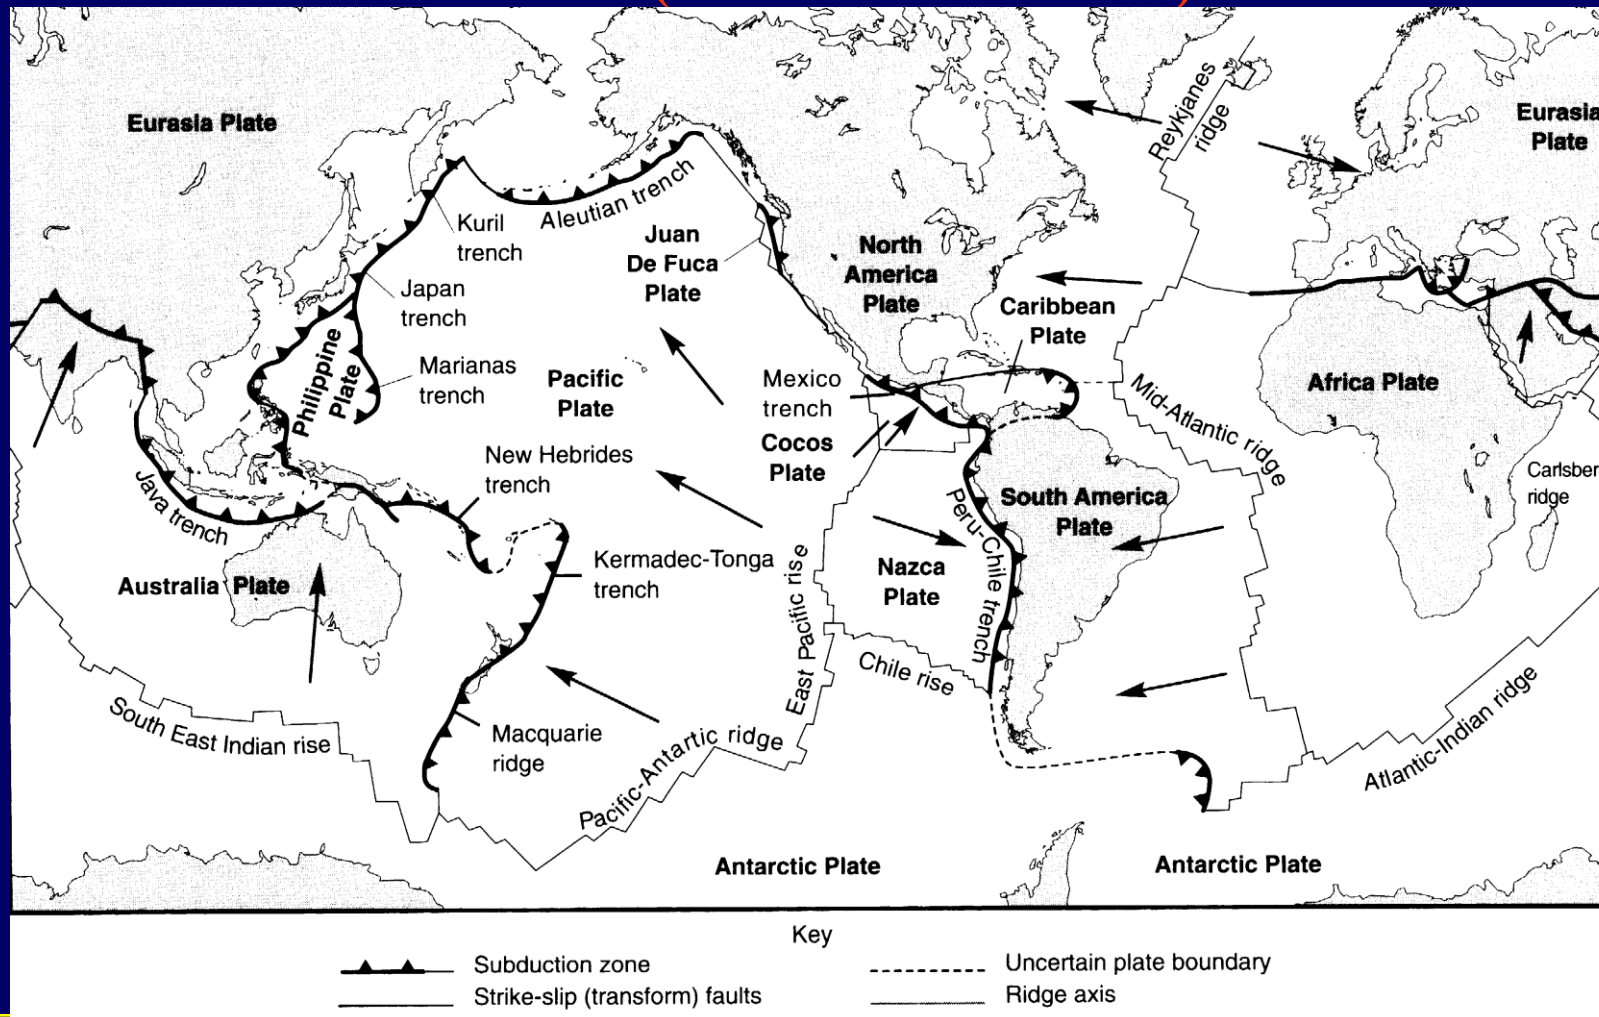 Eurasia Plate
Reykjanes
ridge
Eurasia
Plate
Kuril
trench
Aleutian trench
Juan
De Fuca
Plate
North
America
Plate
Japan
trench
Caribbean
Plate
Philippine
Plate
Marianas
trench
Pacific
Plate
Mexico
trench
Mid-Atlantic ridge
Africa Plate
Cocos
Plate
New Hebrides
trench
Java trench
South America
Plate
Peru-Chile trench
Carlsber
ridge
Australia Plate
Kermadec-Tonga
trench
East Pacific rise
Nazca
Plate
Chile rise
South East Indian rise
Macquarie
ridge
Pacific-Antartic ridge
Atlantic-Indian ridge
Antarctic Plate
Antarctic Plate
Key
Subduction zone
Uncertain plate boundary
Strike-slip (transform) faults
Ridge axis